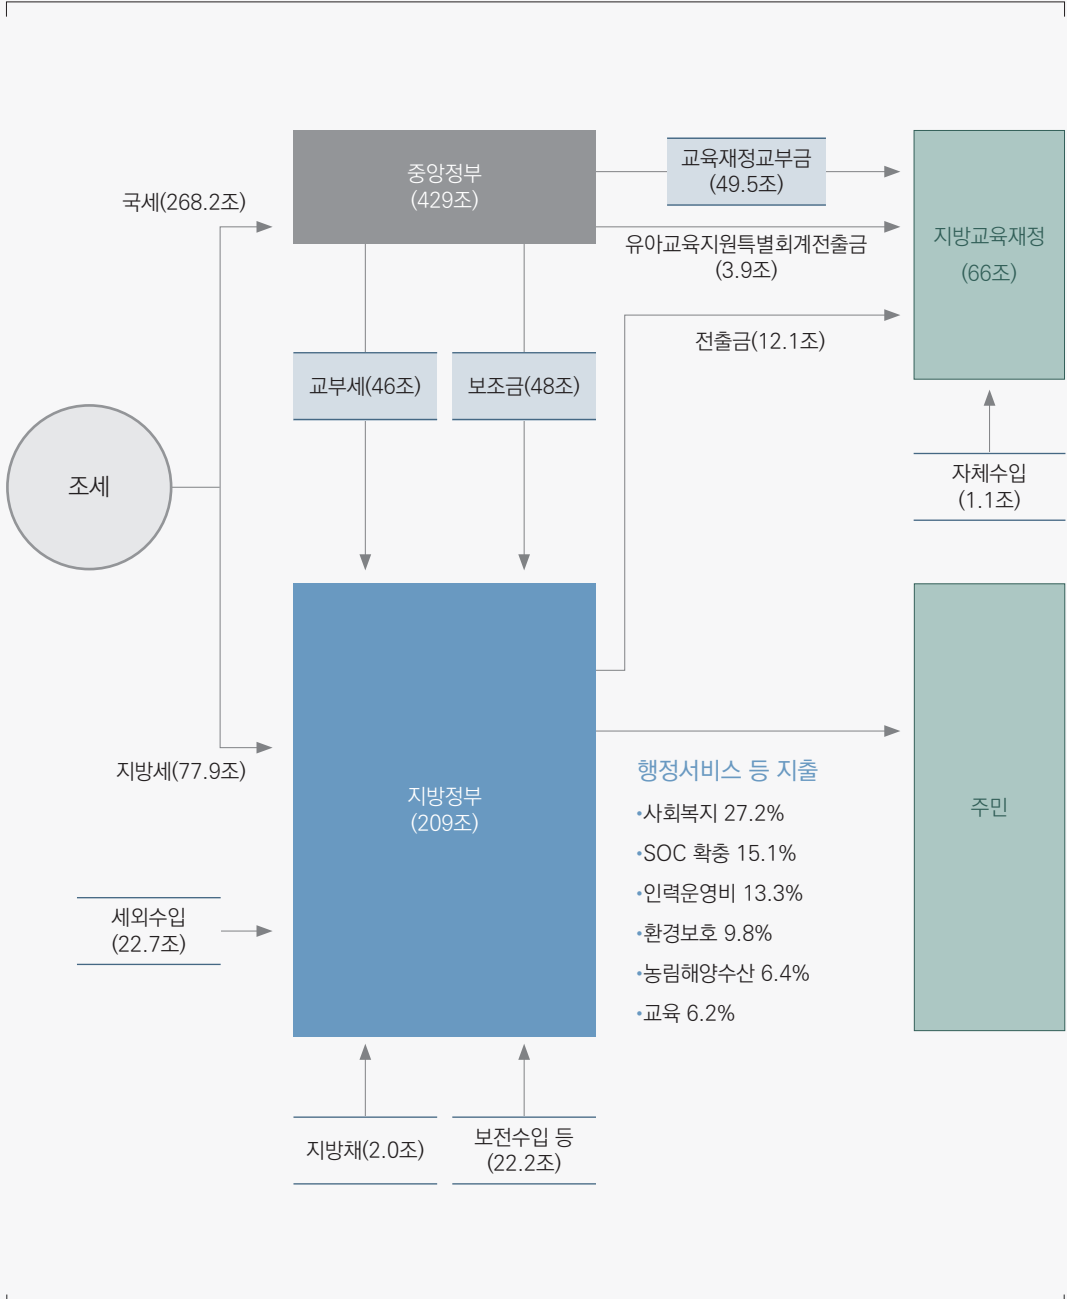 중앙정부
(429조)
교육재정교부금
(49.5조)
국세(268.2조)
유아교육지원특별회계전출금
(3.9조)
지방교육재정
(66조)
전출금(12.1조)
교부세(46조)
보조금(48조)
조세
자체수입
(1.1조)
지방세(77.9조)
지방정부
(209조)
행정서비스 등 지출
•사회복지 27.2%
•SOC 확충 15.1%
•인력운영비 13.3%
•환경보호 9.8%
•농림해양수산 6.4%
•교육 6.2%
주민
세외수입
(22.7조)
지방채(2.0조)
보전수입 등
(22.2조)